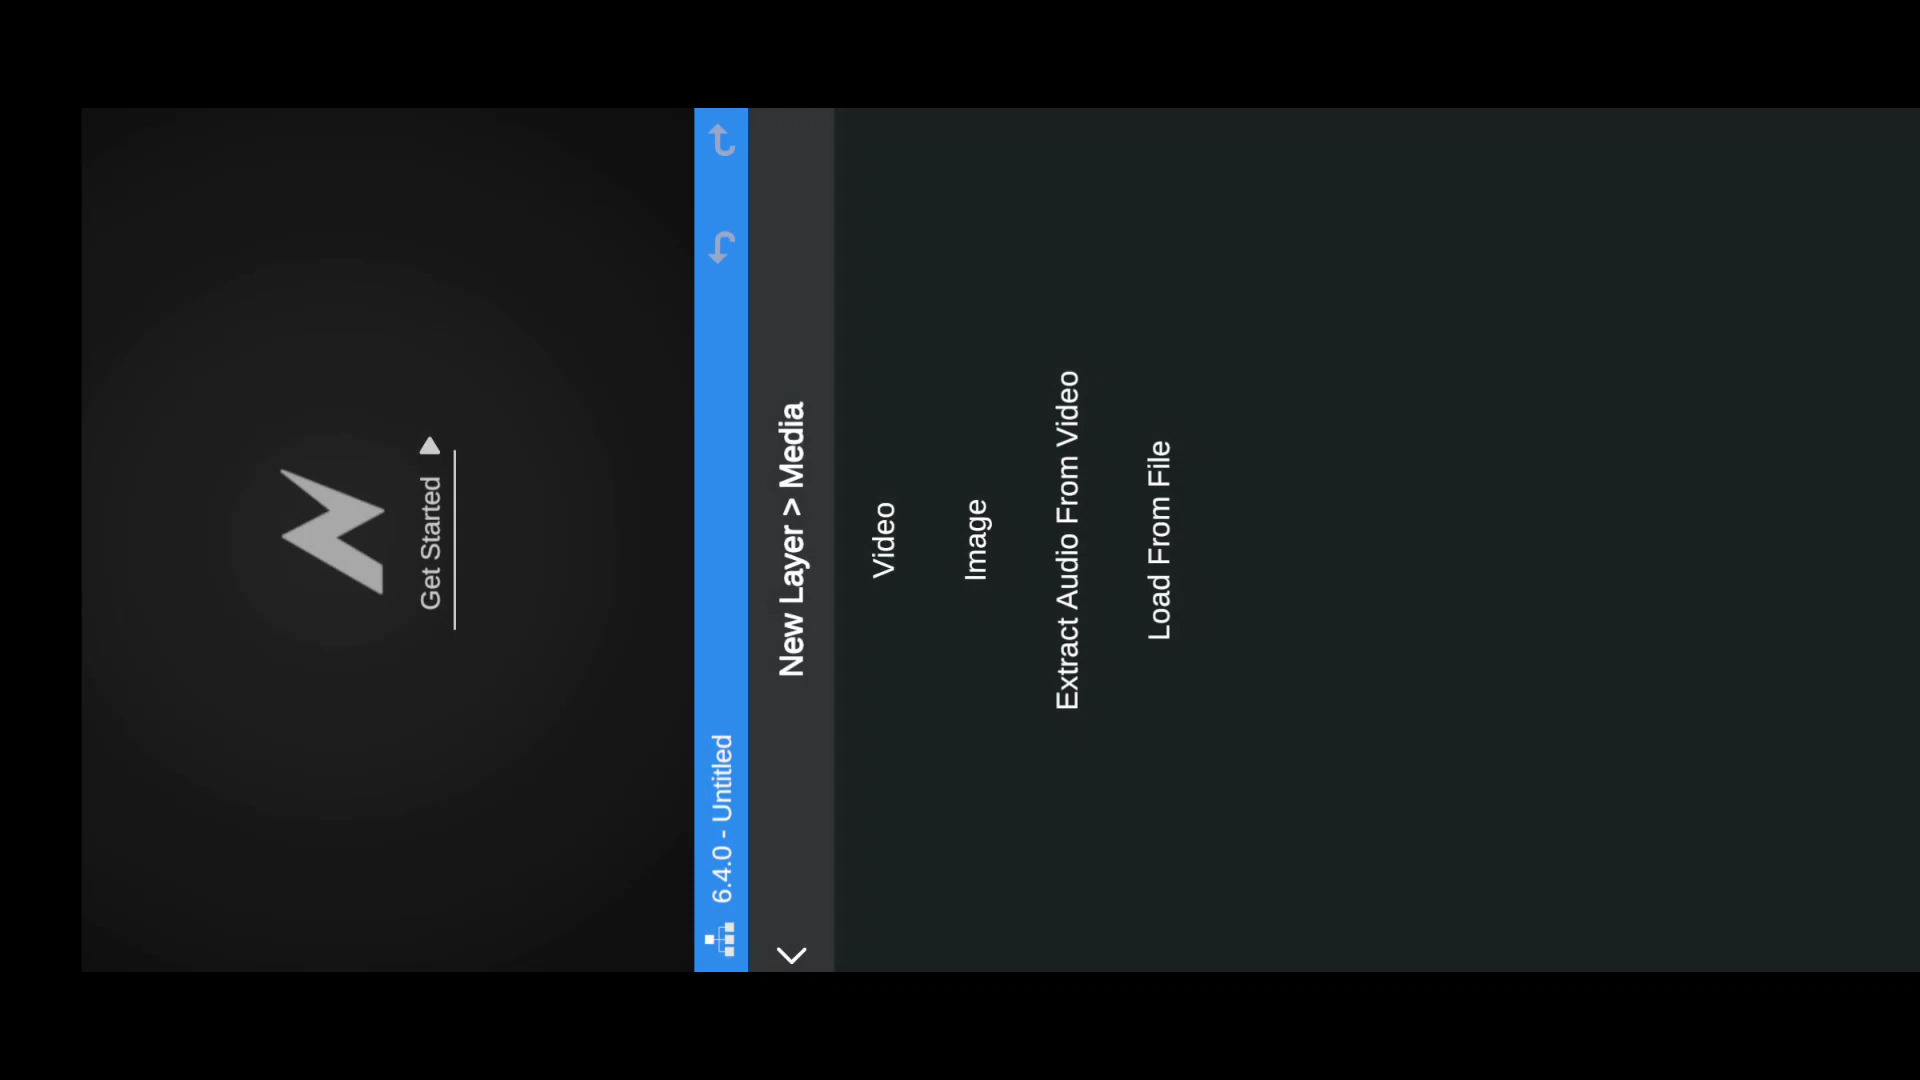 Get Started
6.4.0 - Untitled
New Layer > Media
Video
Image
Extract Audio From Video
Load From File